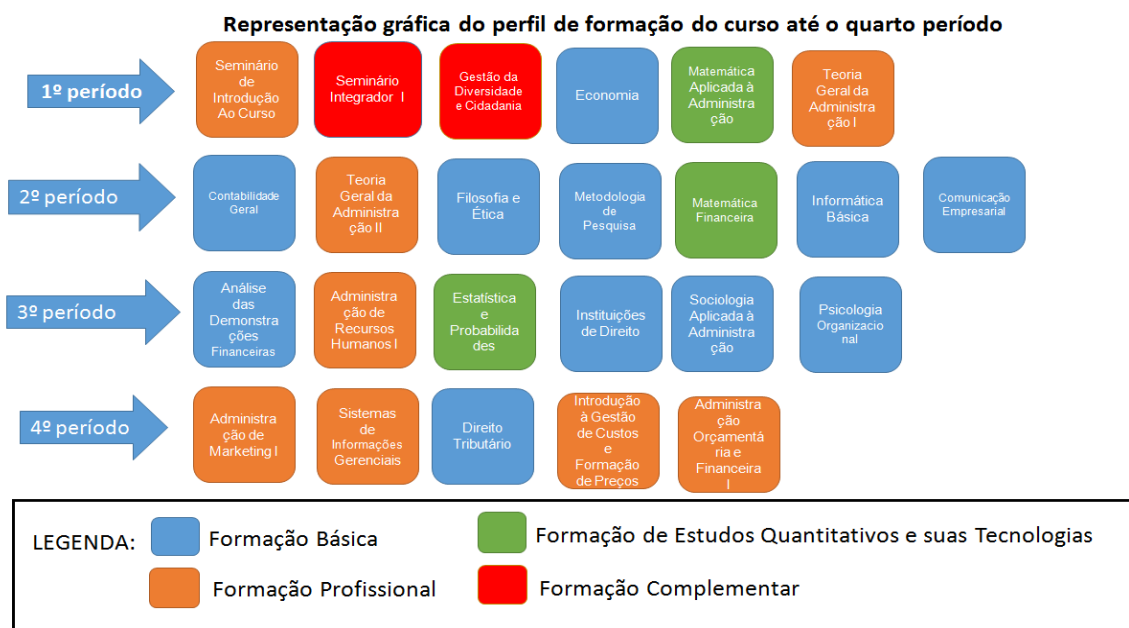 Representação gráfica do perfil de formação do curso até o quarto período
1º período
Seminário
de
Introdução
Ao Curso
Seminário
Integrador I
Gestão da
Diversidade
e Cidadania
Economia
Matemática
Aplicada à
Administra
ção
Teoria
Geral da
Administra
ção I
2º período
Contabilidade
Geral
Teoria
Geral da
Administra
ção II
Filosofia e
Ética
Metodologia
de
Pesquisa
Matemática
Financeira
Informática
Básica
Comunicação
Empresarial
3º período
Análise
das
Demonstra
ções
Financeiras
Administra
ção de
Recursos
Humanos I
Estatística
e
Probabilida
des
Instituições
de Direito
Sociologia
Aplicada à
Administra
ção
Psicologia
Organizacio
nal
4º período
Administra
ção de
Marketing I
Sistemas
de
Informações
Gerenciais
Direito
Tributário
Introdução
à Gestão
de Custos
e
Formação
de Preços
Administra
ção
Orçamentá
ria e
Financeira
I
LEGENDA:
Formação Básica
Formação de Estudos Quantitativos e suas Tecnologias
Formação Profissional
Formação Complementar